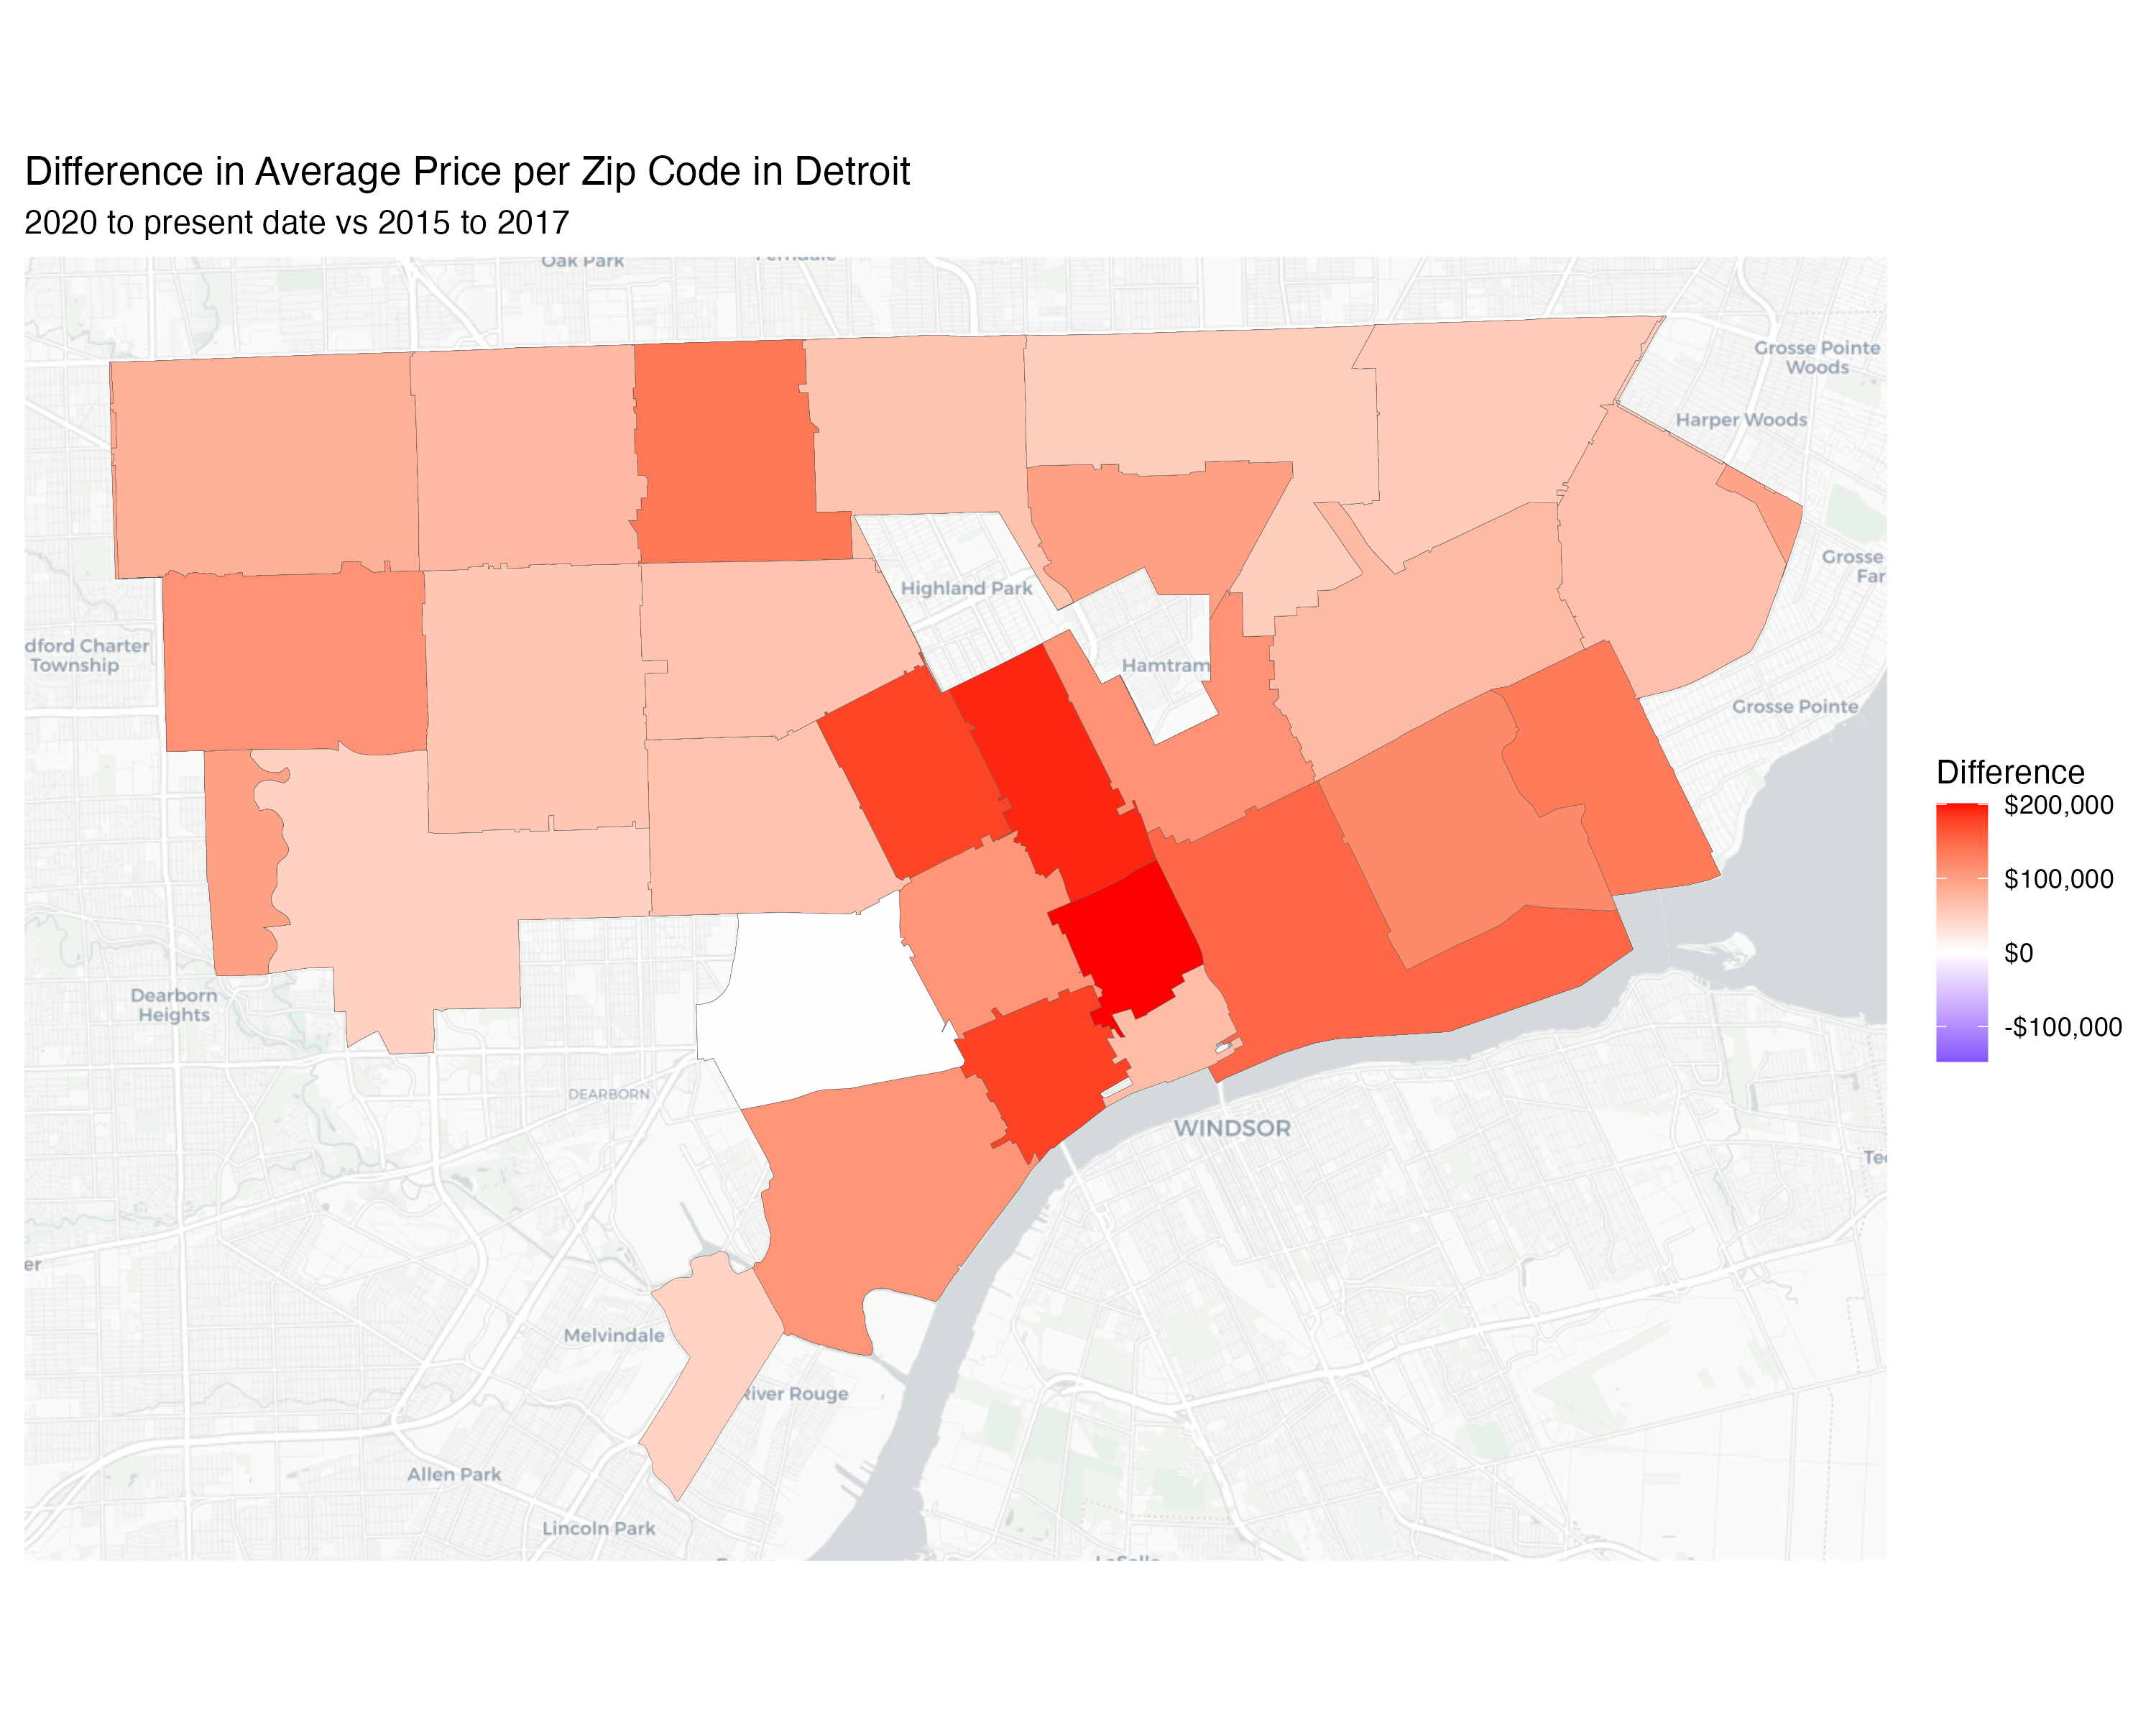 Difference in Average Price per Zip Code in Detroit
2020 to present date vs 2015 to 2017
Oak Park
Grosse Pointe
Woods
Harper Woods
Grosse
Far
Highland Park
dford Charter
Township
Hamtram
Grosse Pointe
Difference
$200,000
$100,000
$0
-$100,000
Dearborn
Heights
DEARBORN
WINDSOR
Te
er
Melvindale
River Rouge
Allen Park
Lincoln Park